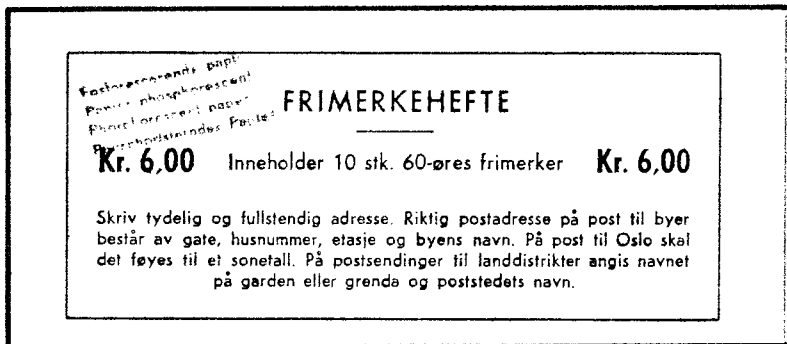 Fosforescerende papir
Papier phosphorescent
Phosphorescent paper
FRIMERKEHEFTE
Kr. 6,00 Inneholder 10 stk. 60-øres frimerker Kr. 6,00
Skriv tydelig og fullstendig adresse. Riktig postadresse på post til byer
består av gate, husnummer, etasje og byens navn. På post til Oslo skal
det føyes til et sonetall. På postsendinger til landdistrikter angis navnet
på garden eller grenda og poststedets navn.